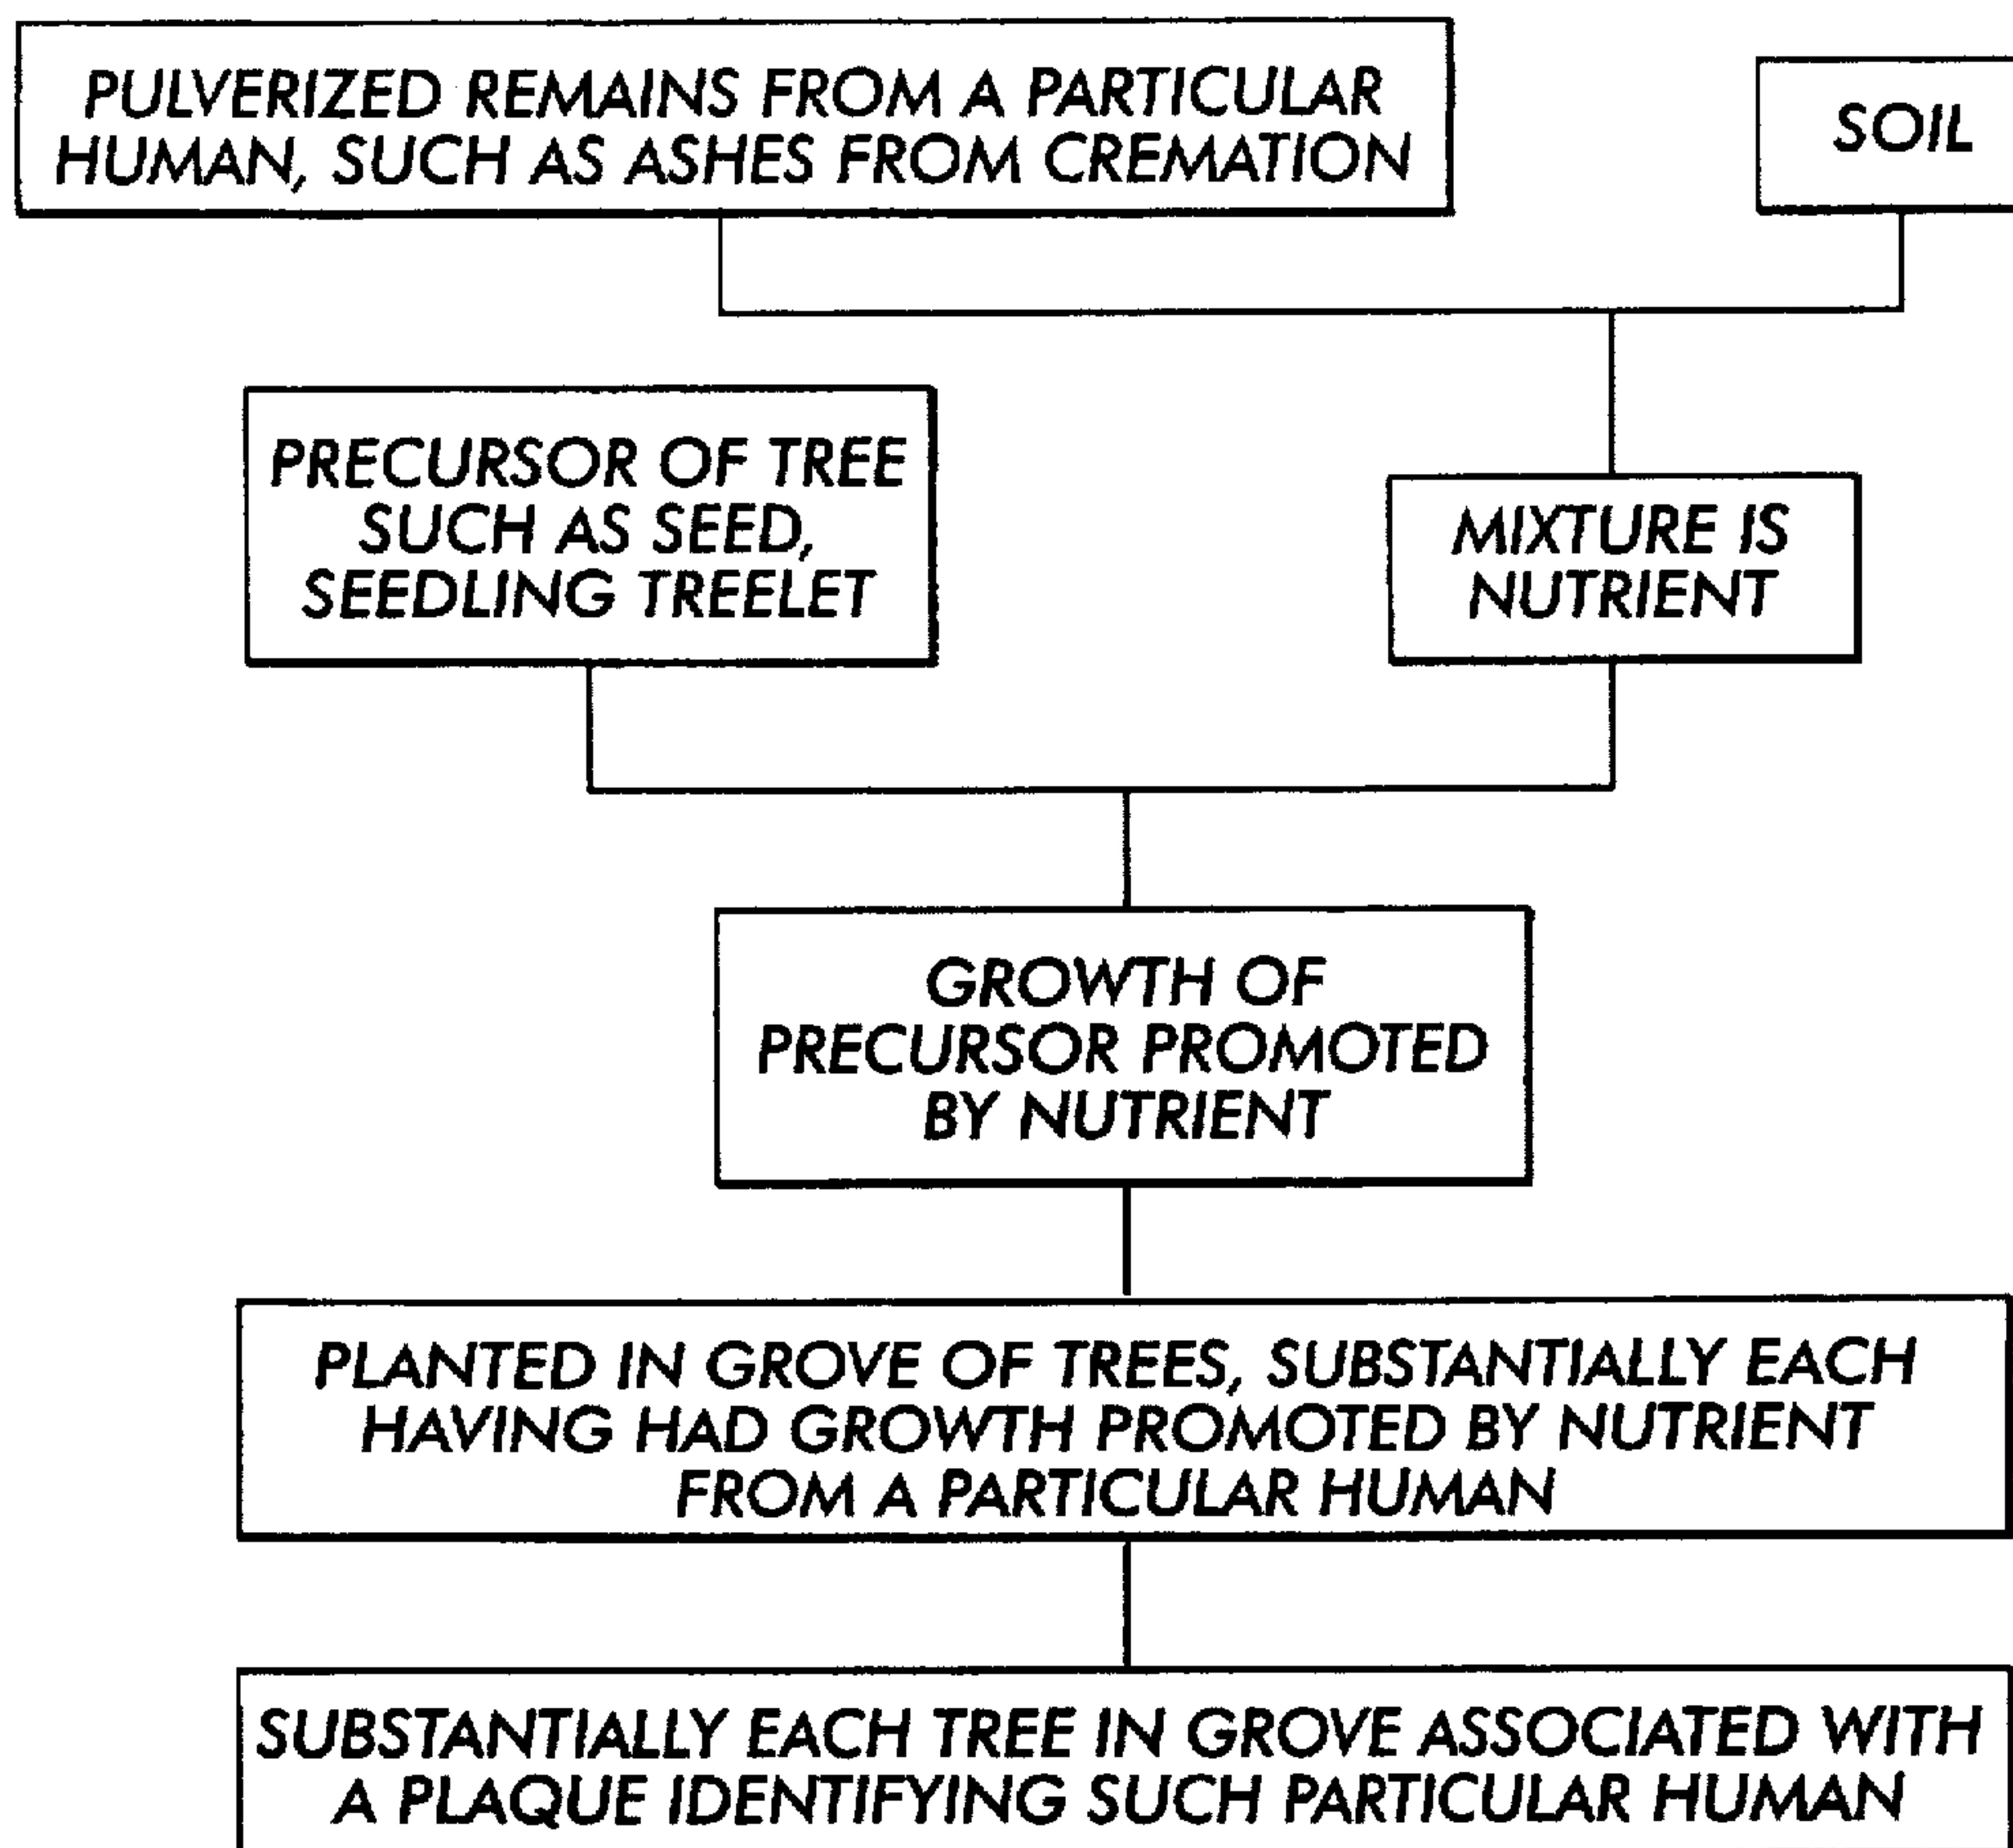 PULVERIZED REMAINS FROM A PARTICULAR
HUMAN, SUCH AS ASHES FROM CREMATION
SOIL
PRECURSOR OF TREE
SUCH AS SEED,
SEEDLING TREELET
MIXTURE IS
NUTRIENT
GROWTH OF
PRECURSOR PROMOTED
BY NUTRIENT
PLANTED IN GROVE OF TREES, SUBSTANTIALLY EACH
HAVING HAD GROWTH PROMOTED BY NUTRIENT
FROM A PARTICULAR HUMAN
SUBSTANTIALLY EACH TREE IN GROVE ASSOCIATED WITH
A PLAQUE IDENTIFYING SUCH PARTICULAR HUMAN